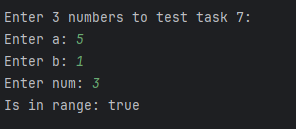 Enter 3 numbers to test task 7:
Enter a: 5
Enter b: 1
Enter num: 3
Is in range: true